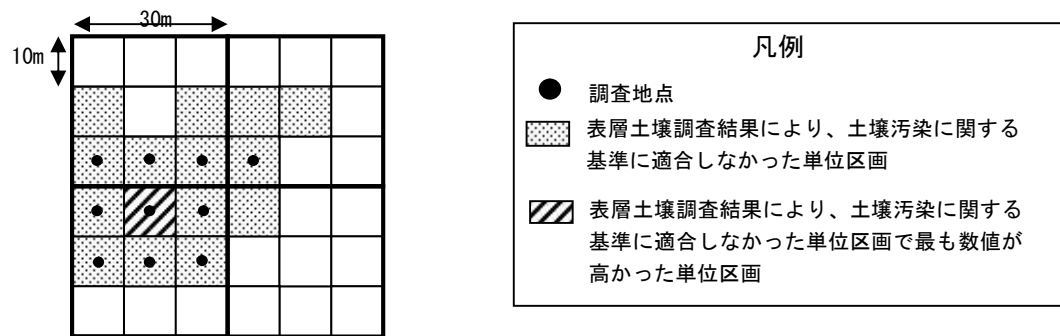 30m
10m
凡例
調査地点
表層土壌調査結果により、土壌汚染に関する
基準に適合しなかった単位区画
表層土壌調査結果により、土壌汚染に関する
基準に適合しなかった単位区画で最も数値が
高かった単位区画